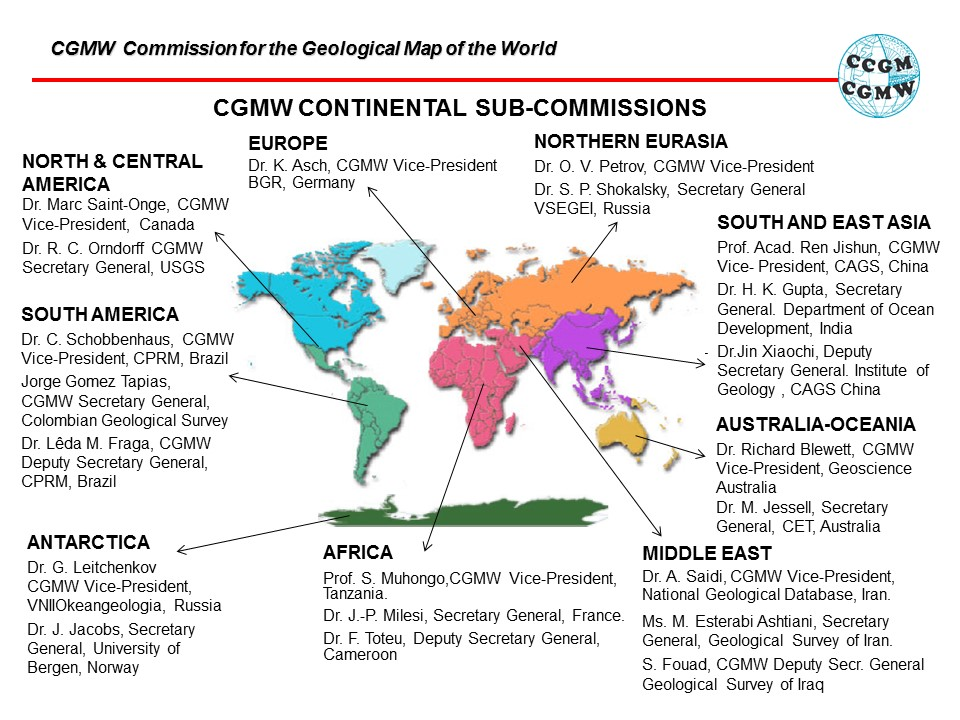 CGMW Commission for the Geological Map of the World
CCGM
CGMW
CGMW CONTINENTAL SUB-COMMISSIONS
NORTH & CENTRAL
AMERICA
Dr. Marc Saint-Onge, CGMW
Vice-President, Canada
Dr. R. C. Orndorff CGMW
Secretary General, USGS
EUROPE
Dr. K. Asch, CGMW Vice-President
BGR, Germany
NORTHERN EURASIA
Dr. O. V. Petrov, CGMW Vice-President
Dr. S. P. Shokalsky, Secretary General
VSEGEI, Russia
SOUTH AND EAST ASIA
Prof. Acad. Ren Jishun, CGMW
Vice- President, CAGS, China
Dr. H. K. Gupta, Secretary
General. Department of Ocean
Development, India
- Dr.Jin Xiaochi, Deputy
Secretary General. Institute of
Geology , CAGS China
SOUTH AMERICA
Dr. C. Schobbenhaus, CGMW
Vice-President, CPRM, Brazil
Jorge Gomez Tapias,
CGMW Secretary General,
Colombian Geological Survey
Dr. Lêda M. Fraga, CGMW
Deputy Secretary General,
CPRM, Brazil
AUSTRALIA-OCEANIA
Dr. Richard Blewett, CGMW
Vice-President, Geoscience
Australia
Dr. M. Jessell, Secretary
General, CET, Australia
ANTARCTICA
Dr. G. Leitchenkov
CGMW Vice-President,
VNIIOkeangeologia, Russia
Dr. J. Jacobs, Secretary
General, University of
Bergen, Norway
AFRICA
Prof. S. Muhongo,CGMW Vice-President,
Tanzania.
Dr. J.-P. Milesi, Secretary General, France.
Dr. F. Toteu, Deputy Secretary General,
Cameroon
MIDDLE EAST
Dr. A. Saidi, CGMW Vice-President,
National Geological Database, Iran.
Ms. M. Esterabi Ashtiani, Secretary
General, Geological Survey of Iran.
S. Fouad, CGMW Deputy Secr. General
Geological Survey of Iraq